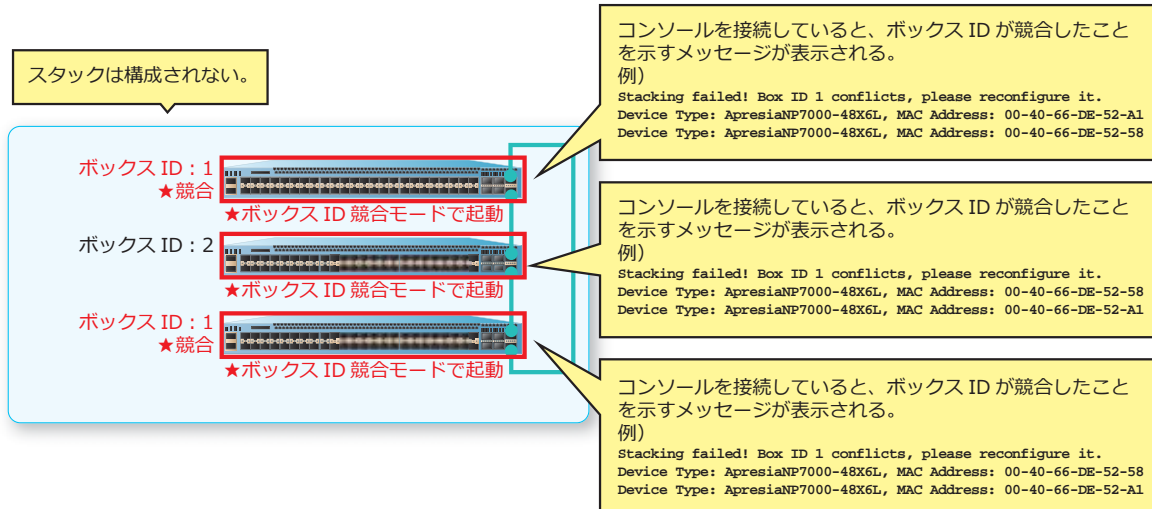 スタックは構成されない。
ボックス ID：1
★競合
★ボックス ID 競合モードで起動
ボックス ID：2
★ボックス ID 競合モードで起動
ボックス ID：1
★競合
★ボックス ID 競合モードで起動
コンソールを接続していると、ボックス ID が競合したこと
を示すメッセージが表示される。
例）
Stacking failed! Box ID 1 conflicts, please reconfigure it.
Device Type: ApresiaNP7000-48X6L, MAC Address: 00-40-66-DE-52-A1
Device Type: ApresiaNP7000-48X6L, MAC Address: 00-40-66-DE-52-58
コンソールを接続していると、ボックス ID が競合したこと
を示すメッセージが表示される。
例）
Stacking failed! Box ID 1 conflicts, please reconfigure it.
Device Type: ApresiaNP7000-48X6L, MAC Address: 00-40-66-DE-52-58
Device Type: ApresiaNP7000-48X6L, MAC Address: 00-40-66-DE-52-A1
コンソールを接続していると、ボックス ID が競合したこと
を示すメッセージが表示される。
例）
Stacking failed! Box ID 1 conflicts, please reconfigure it.
Device Type: ApresiaNP7000-48X6L, MAC Address: 00-40-66-DE-52-58
Device Type: ApresiaNP7000-48X6L, MAC Address: 00-40-66-DE-52-A1